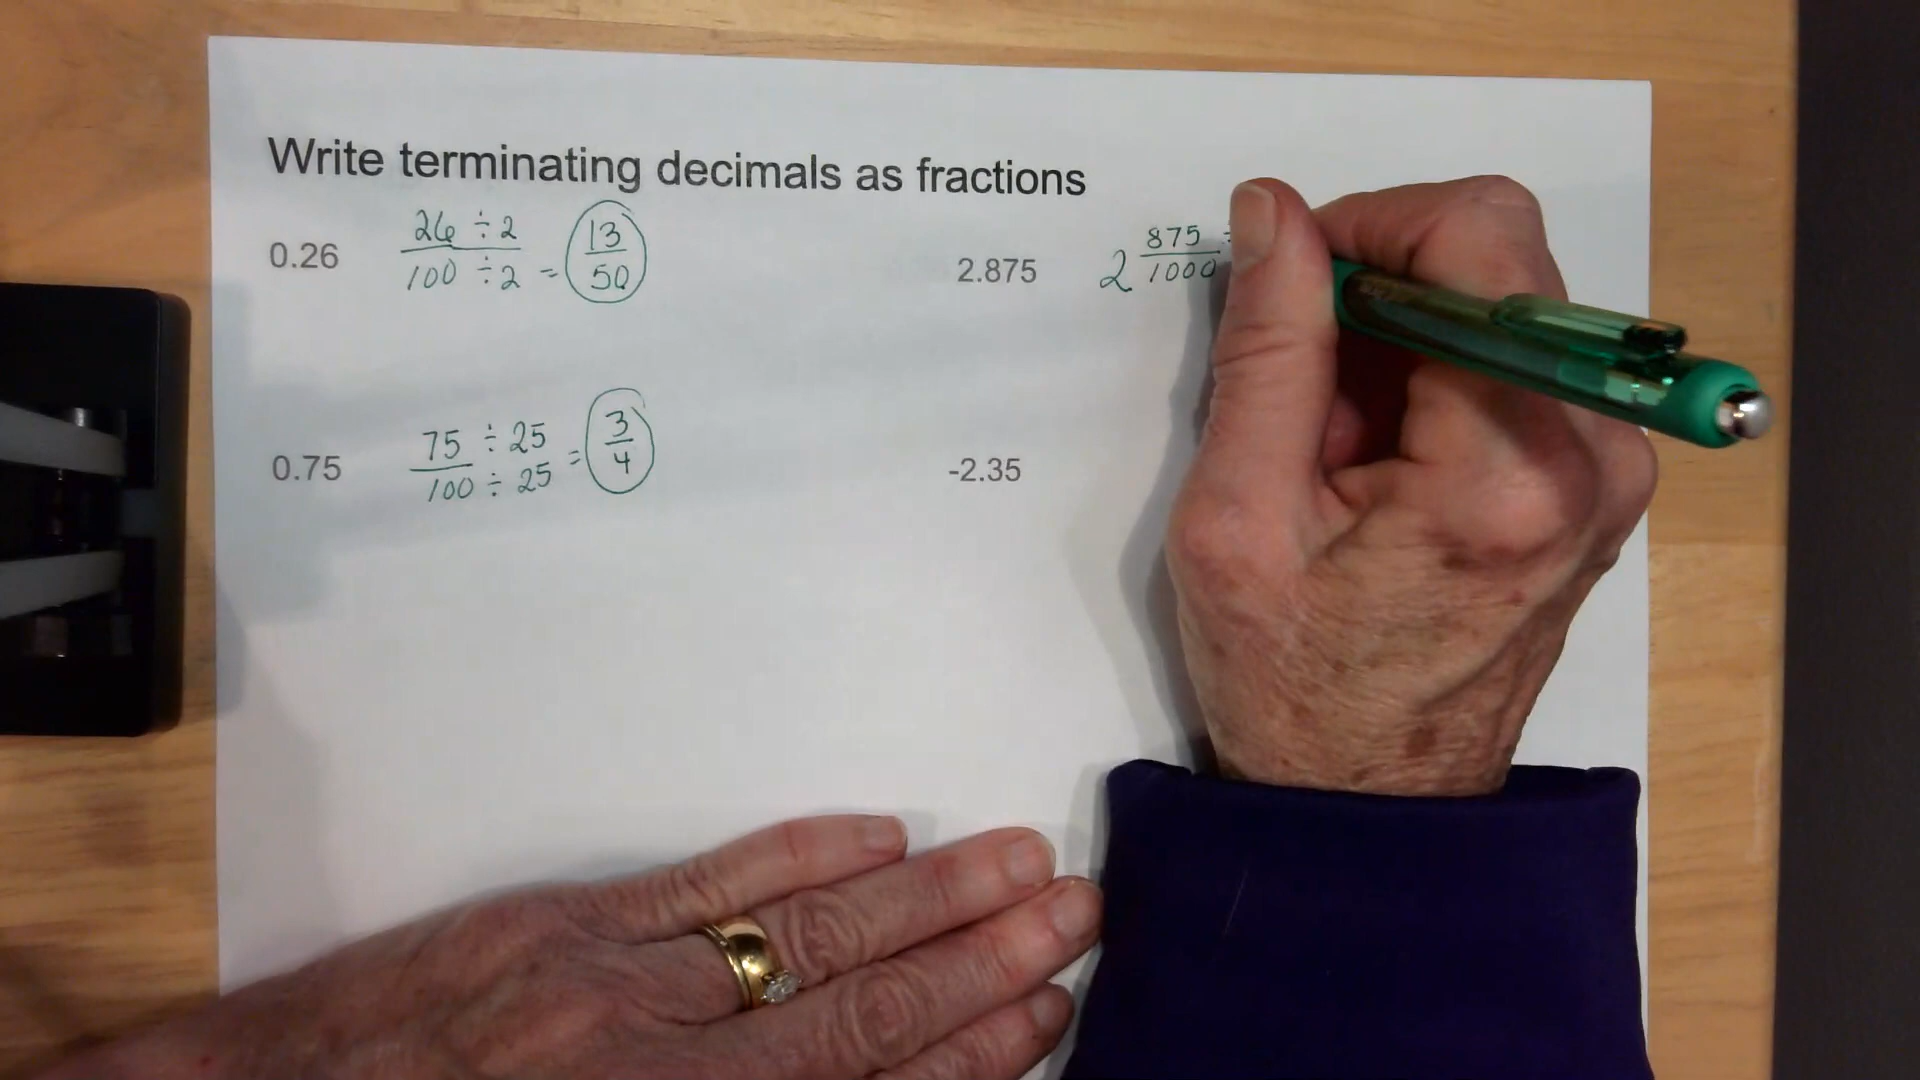 Write terminating decimals as fractions
0.26
26 ÷ 2
100 ÷ 2
=
13
50
2.875
2
875 ÷
1000
0.75
75 ÷ 25
100 ÷ 25
=
3
4
-2.35